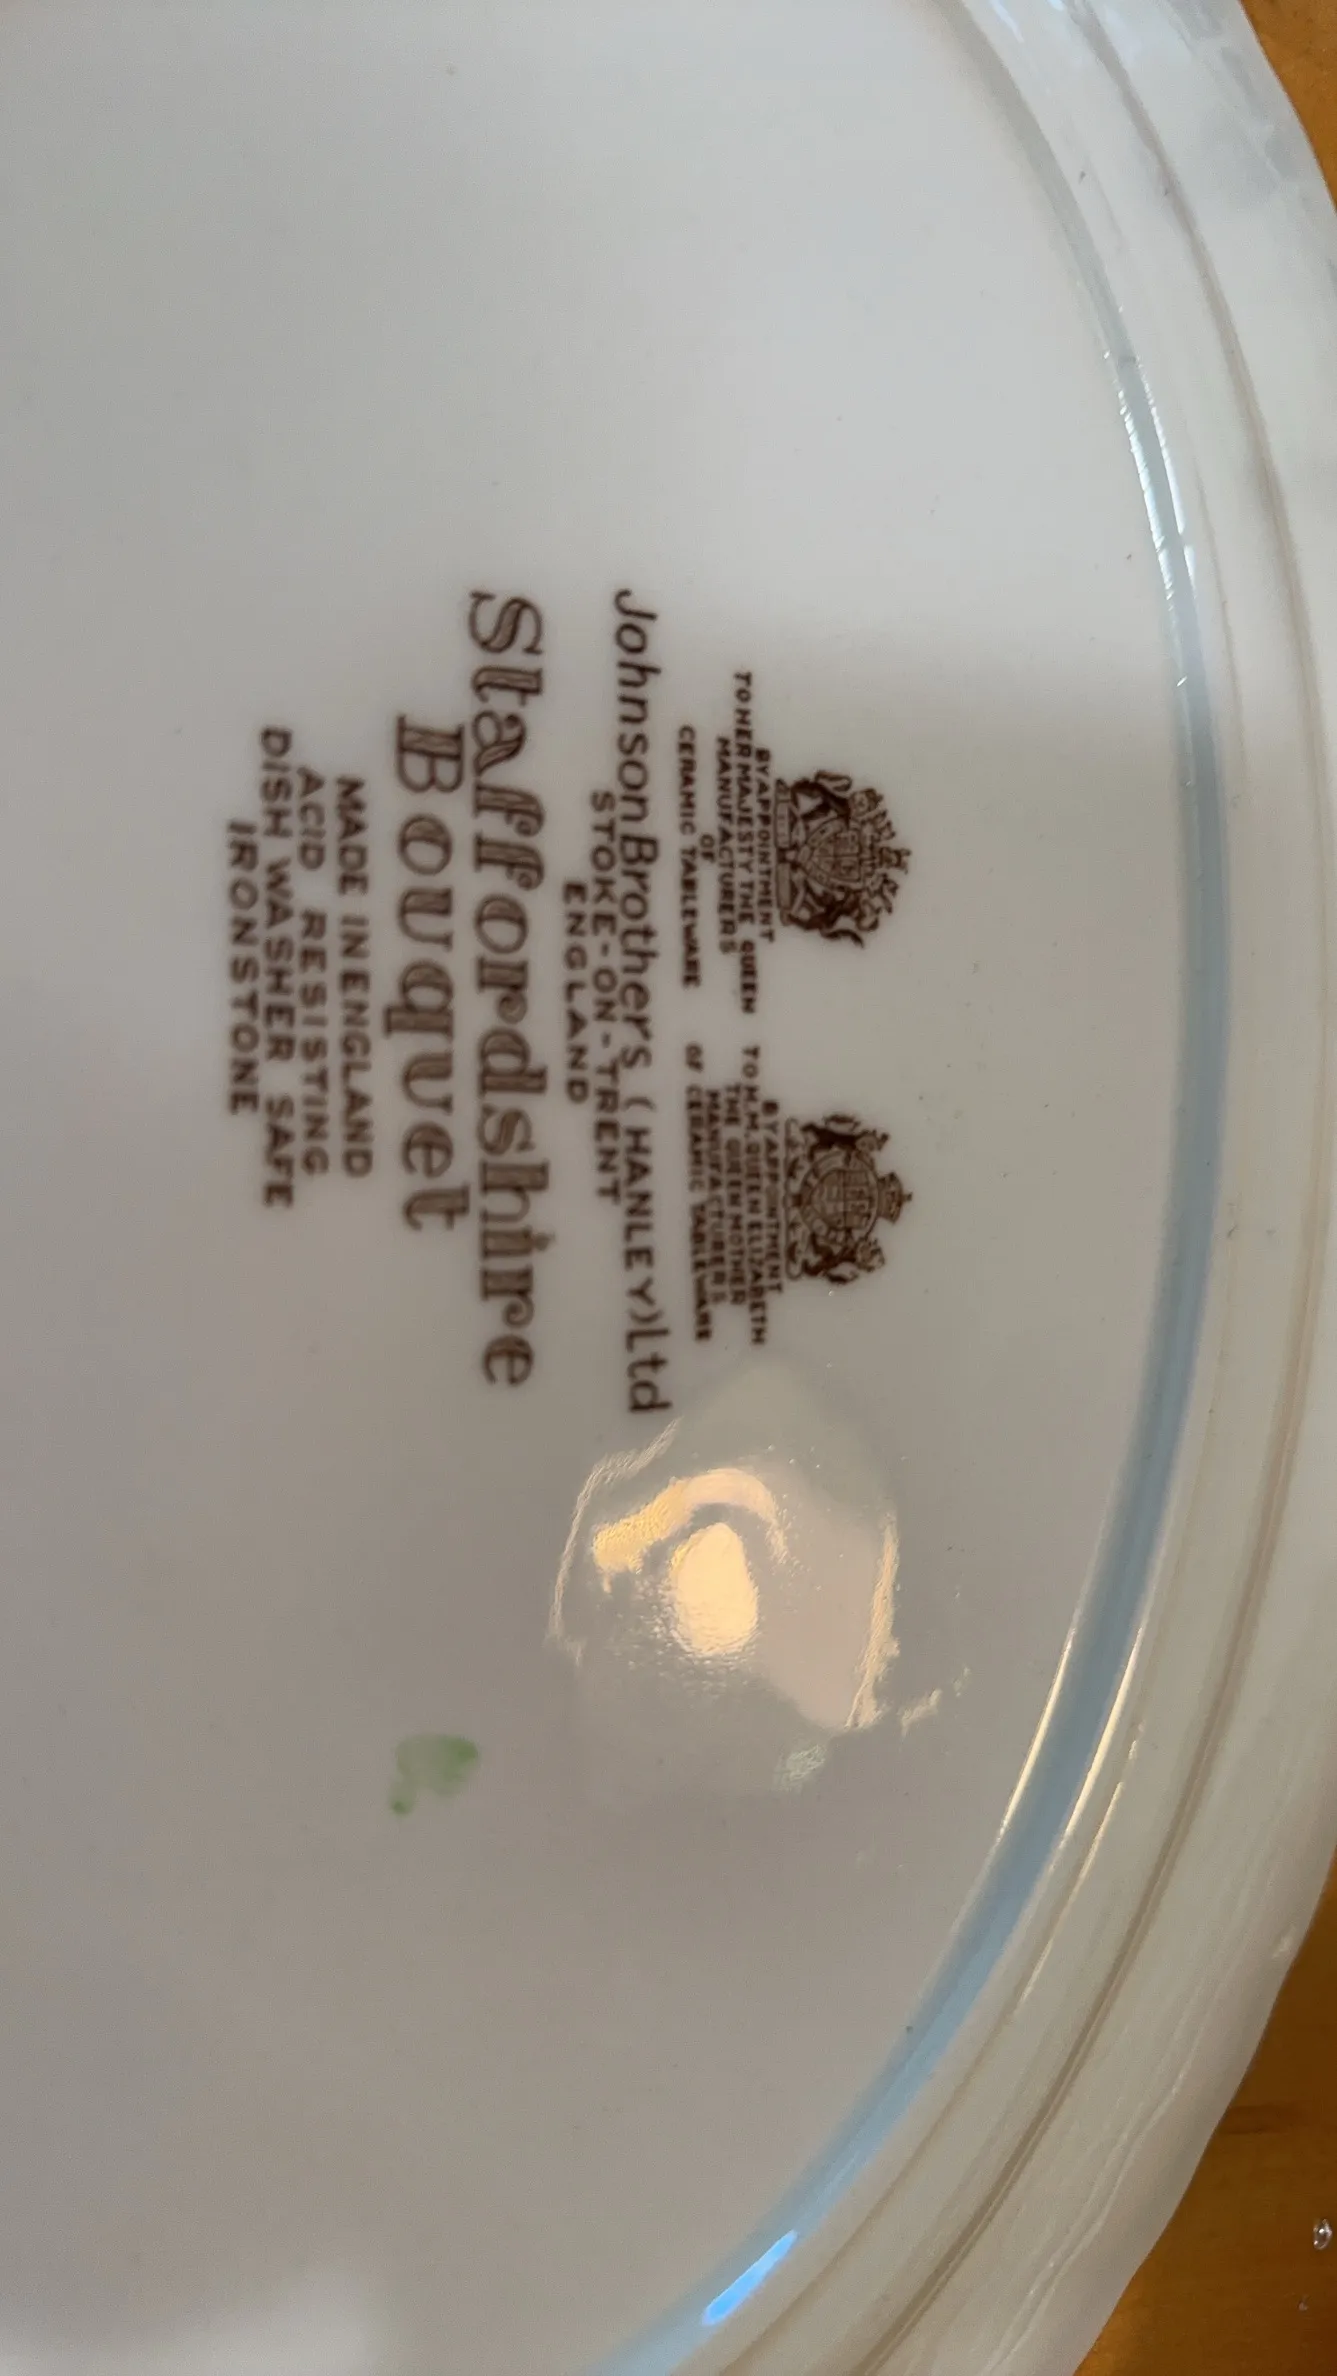 BY APPOINTMENT
TO HER MAJESTY THE QUEEN
MANUFACTURERS
OF
CERAMIC TABLEWARE
BY APPOINTMENT
TO H.M. QUEEN ELIZABETH
THE QUEEN MOTHER
MANUFACTURERS
OF CERAMIC TABLEWARE
Johnson Brothers (HANLEY) Ltd
STOKE-ON-TRENT
ENGLAND
Staffordshire
Bouquet
MADE IN ENGLAND
ACID RESISTING
DISH WASHER SAFE
IRONSTONE